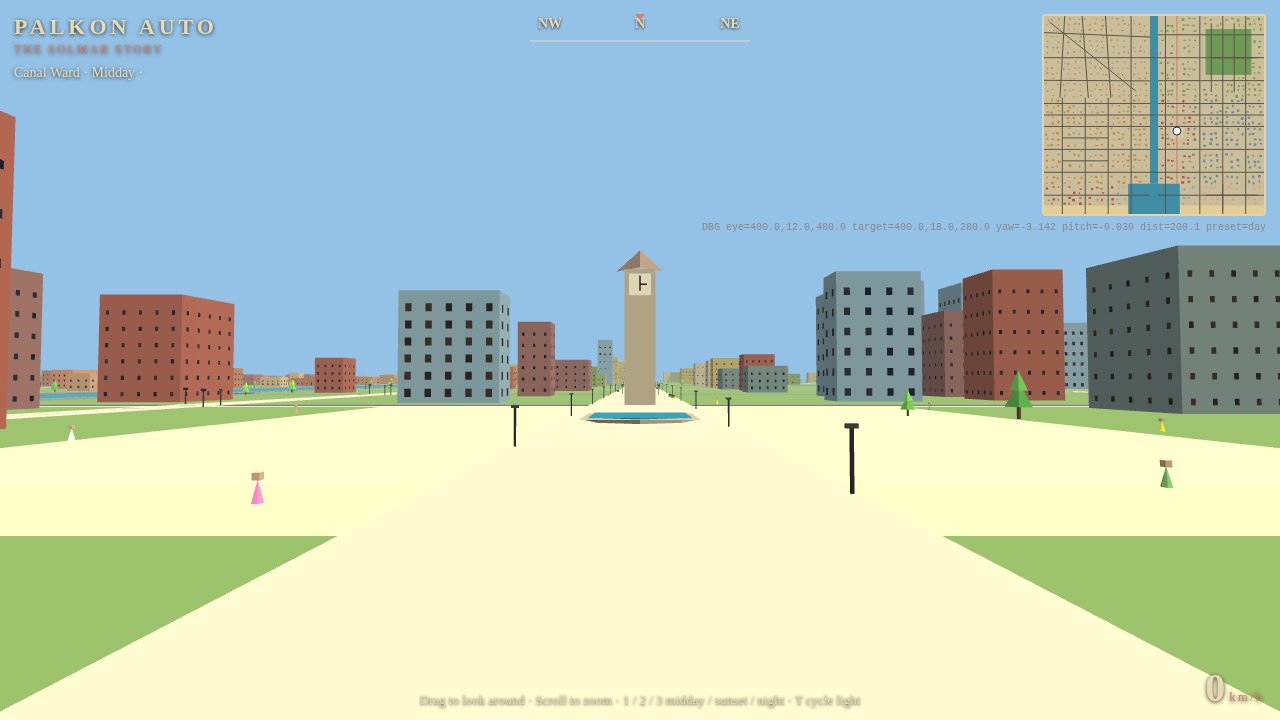 PALKON AUTO
THE SOLMAR STORY
Canal Ward · Midday ·
NW N NE
DBG eye=400.0,12.0,480.0 target=400.0,18.0,280.0 yaw=-3.142 pitch=-0.030 dist=200.1 preset=day
Drag to look around · Scroll to zoom · 1 / 2 / 3 midday / sunset / night · T cycle light
0 km/h